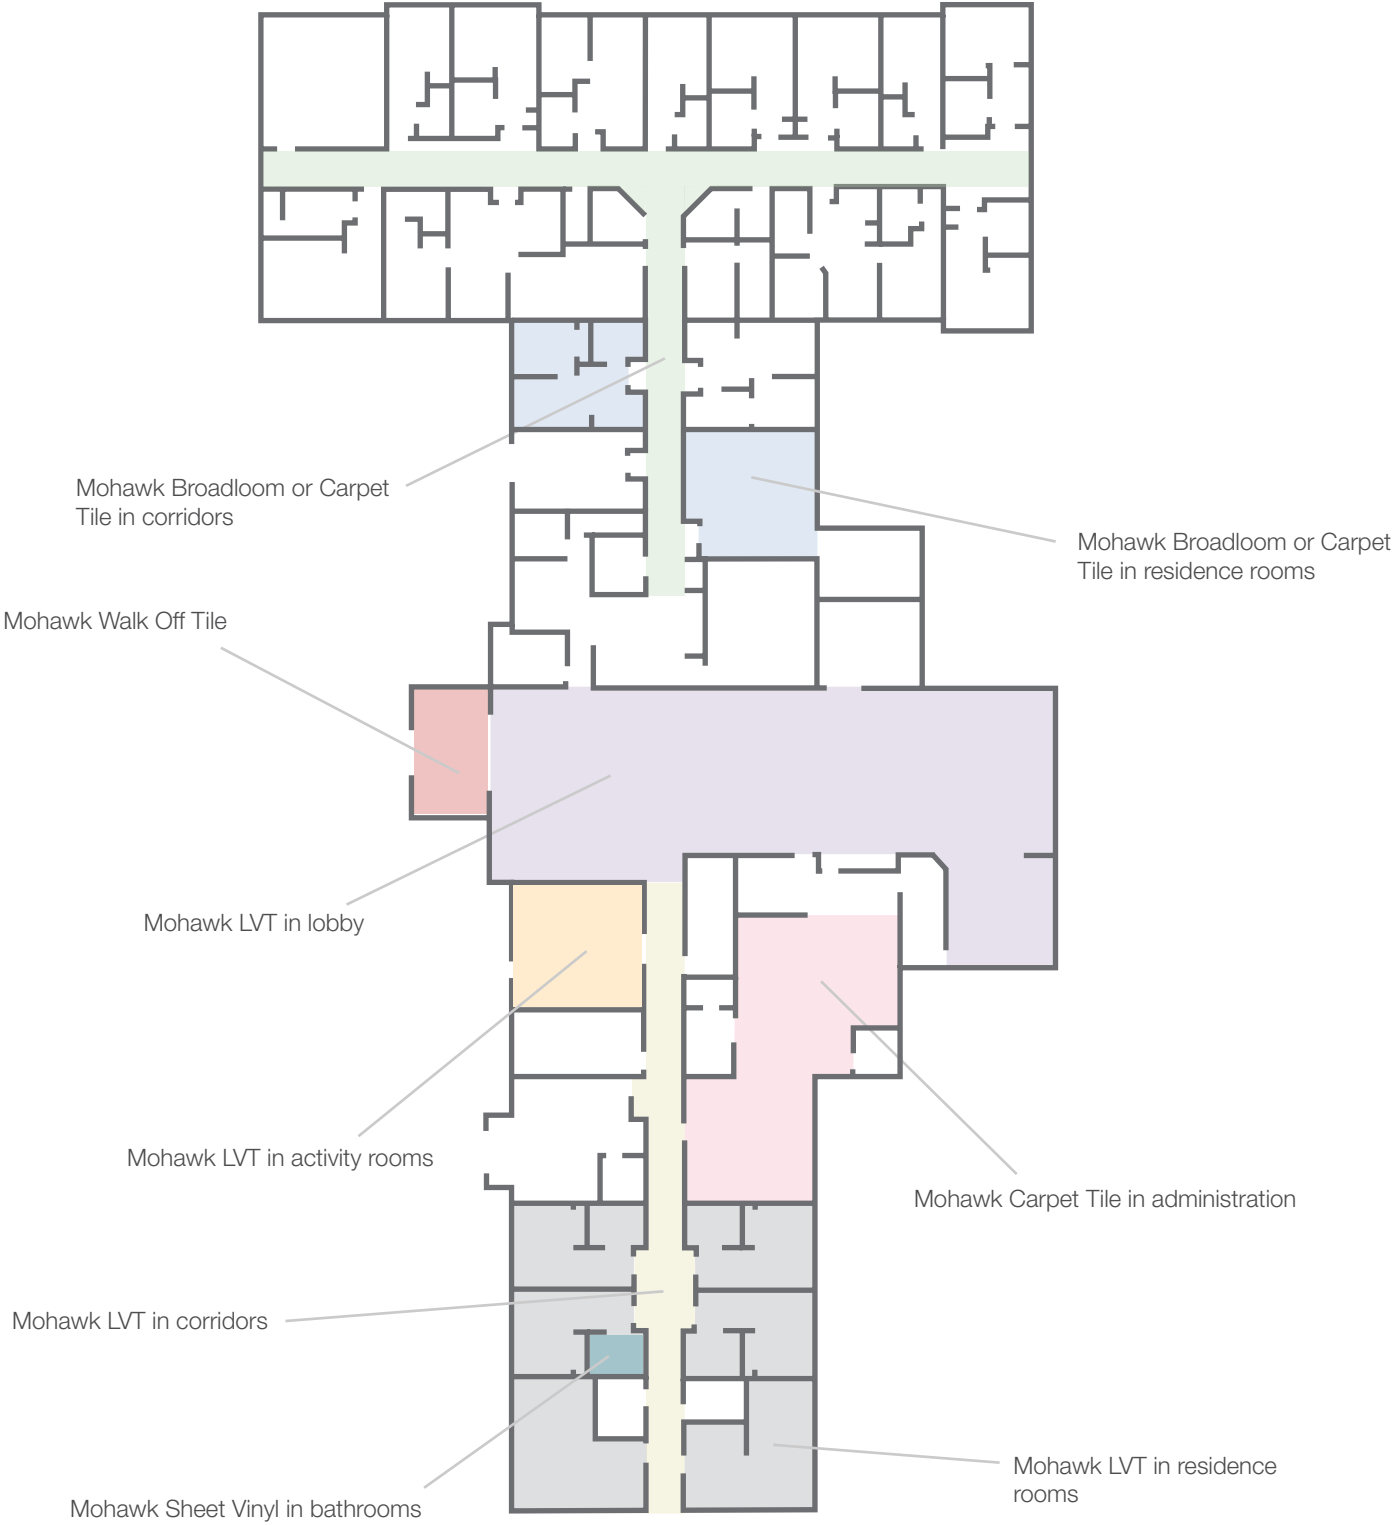 Mohawk Broadloom or Carpet
Tile in corridors
Mohawk Broadloom or Carpet
Tile in residence rooms
Mohawk Walk Off Tile
Mohawk LVT in lobby
Mohawk LVT in activity rooms
Mohawk Carpet Tile in administration
Mohawk LVT in corridors
Mohawk LVT in residence
rooms
Mohawk Sheet Vinyl in bathrooms